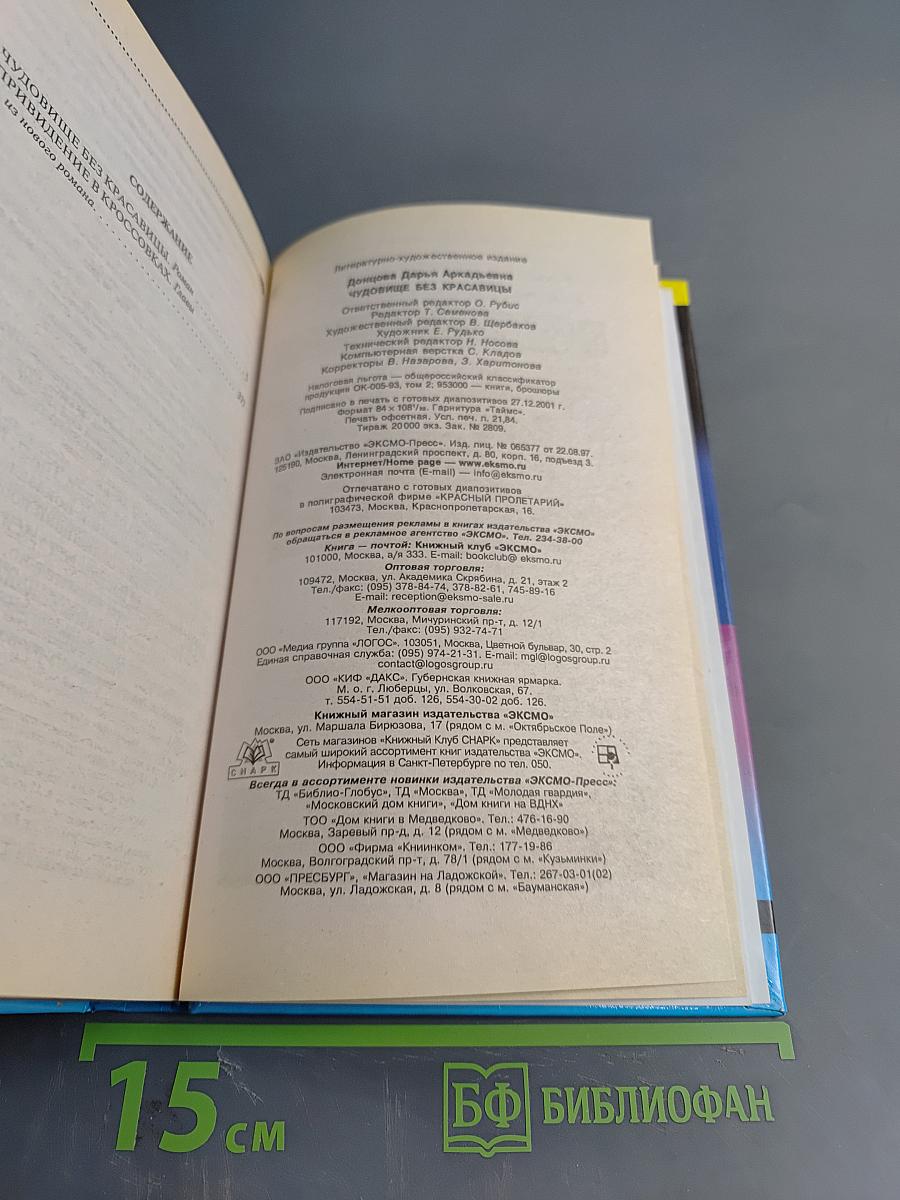 СОДЕРЖАНИЕ
ЧУДОВИЩЕ БЕЗ КРАСАВИЦЫ. Роман
ПРИВИДЕНИЕ В КРОССОВКАХ. Главы
из нового романа
Литературно-художественное издание
Донцова Дарья Аркадьевна
ЧУДОВИЩЕ БЕЗ КРАСАВИЦЫ
Ответственный редактор О. Рубис
Редактор Т. Семенова
Художественный редактор В. Щербаков
Художник Е. Рудько
Технический редактор Н. Носова
Компьютерная верстка С. Кладов
Корректоры В. Назарова, З. Харитонова
Налоговая льгота — общероссийский классификатор
продукции ОК-005-93, том 2; 953000 — книги, брошюры
Подписано в печать с готовых диапозитивов 27.12.2001 г.
Формат 84 × 108¹/₃₂. Гарнитура «Таймс».
Печать офсетная. Усл. печ. л. 21,84.
Тираж 20 000 экз. Зак. № 2809.
ЗАО «Издательство «ЭКСМО-Пресс». Изд. лиц. № 065377 от 22.08.97.
125190, Москва, Ленинградский проспект, д. 80, корп. 16, подъезд 3.
Интернет/Home page — www.eksmo.ru
Электронная почта (E-mail) — info@eksmo.ru
Отпечатано с готовых диапозитивов
в полиграфической фирме «КРАСНЫЙ ПРОЛЕТАРИЙ»
103473, Москва, Краснопролетарская, 16.
По вопросам размещения рекламы в книгах издательства «ЭКСМО»
обращаться в рекламное агентство «ЭКСМО». Тел. 234-38-00
Книга — почтой: Книжный клуб «ЭКСМО»
101000, Москва, а/я 333. E-mail: bookclub@ eksmo.ru
Оптовая торговля:
109472, Москва, ул. Академика Скрябина, д. 21, этаж 2
Тел./факс: (095) 378-84-74, 378-82-61, 745-89-16
E-mail: reception@eksmo-sale.ru
Мелкооптовая торговля:
117192, Москва, Мичуринский пр-т, д. 12/1
Тел./факс: (095) 932-74-71
ООО «Медиа группа «ЛОГОС». 103051, Москва, Цветной бульвар, 30, стр. 2
Единая справочная служба: (095) 974-21-31. E-mail: mgl@logosgroup.ru
contact@logosgroup.ru
ООО «КИФ «ДАКС». Губернская книжная ярмарка.
М. о. г. Люберцы, ул. Волковская, 67.
т. 554-51-51 доб. 126, 554-30-02 доб. 126.
Книжный магазин издательства «ЭКСМО»
Москва, ул. Маршала Бирюзова, 17 (рядом с м. «Октябрьское Поле»)
Сеть магазинов «Книжный Клуб СНАРК» представляет
самый широкий ассортимент книг издательства «ЭКСМО».
Информация в Санкт-Петербурге по тел. 050.
СНАРК
Всегда в ассортименте новинки издательства «ЭКСМО-Пресс»:
ТД «Библио-Глобус», ТД «Москва», ТД «Молодая гвардия»,
«Московский дом книги», «Дом книги на ВДНХ»
ТОО «Дом книги в Медведково». Тел.: 476-16-90
Москва, Заревый пр-д, д. 12 (рядом с м. «Медведково»)
ООО «Фирма «Книинком». Тел.: 177-19-86
Москва, Волгоградский пр-т, д. 78/1 (рядом с м. «Кузьминки»)
ООО «ПРЕСБУРГ», «Магазин на Ладожской». Тел.: 267-03-01(02)
Москва, ул. Ладожская, д. 8 (рядом с м. «Бауманская»)
15 см
БФ БИБЛИОФАН